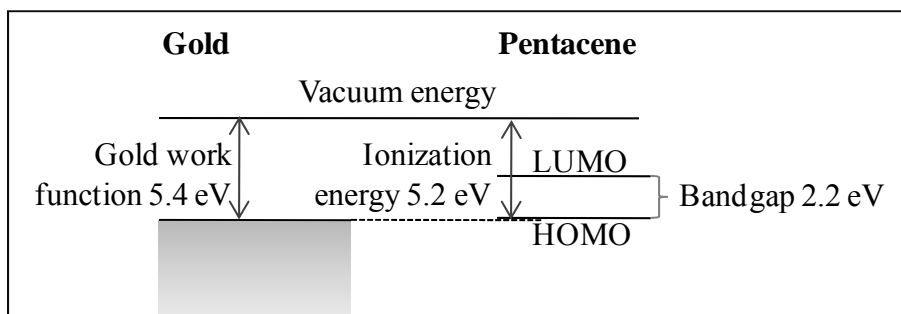 Gold
Pentacene
Vacuum energy
Gold work
function 5.4 eV
Ionization
energy 5.2 eV
LUMO
Bandgap 2.2 eV
HOMO